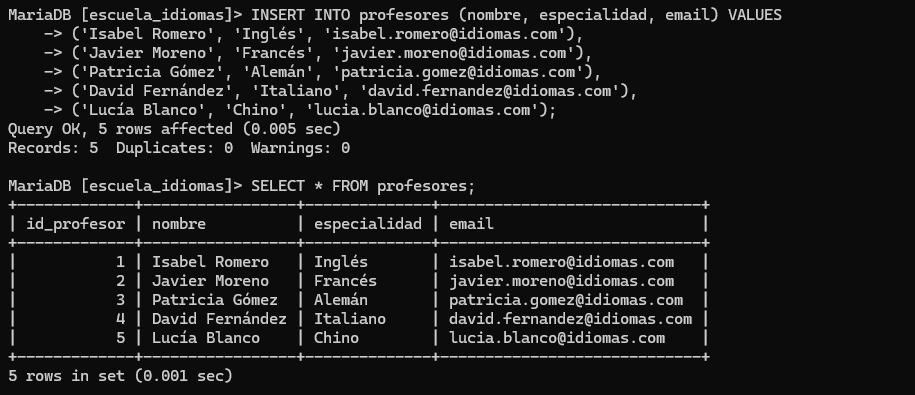 MariaDB [escuela_idiomas]> INSERT INTO profesores (nombre, especialidad, email) VALUES
    -> ('Isabel Romero', 'Inglés', 'isabel.romero@idiomas.com'),
    -> ('Javier Moreno', 'Francés', 'javier.moreno@idiomas.com'),
    -> ('Patricia Gómez', 'Alemán', 'patricia.gomez@idiomas.com'),
    -> ('David Fernández', 'Italiano', 'david.fernandez@idiomas.com'),
    -> ('Lucía Blanco', 'Chino', 'lucia.blanco@idiomas.com');
Query OK, 5 rows affected (0.005 sec)
Records: 5  Duplicates: 0  Warnings: 0

MariaDB [escuela_idiomas]> SELECT * FROM profesores;
+-------------+-----------------+--------------+-----------------------------+
| id_profesor | nombre          | especialidad | email                       |
+-------------+-----------------+--------------+-----------------------------+
|           1 | Isabel Romero   | Inglés       | isabel.romero@idiomas.com   |
|           2 | Javier Moreno   | Francés      | javier.moreno@idiomas.com   |
|           3 | Patricia Gómez  | Alemán       | patricia.gomez@idiomas.com  |
|           4 | David Fernández | Italiano     | david.fernandez@idiomas.com |
|           5 | Lucía Blanco    | Chino        | lucia.blanco@idiomas.com    |
+-------------+-----------------+--------------+-----------------------------+
5 rows in set (0.001 sec)